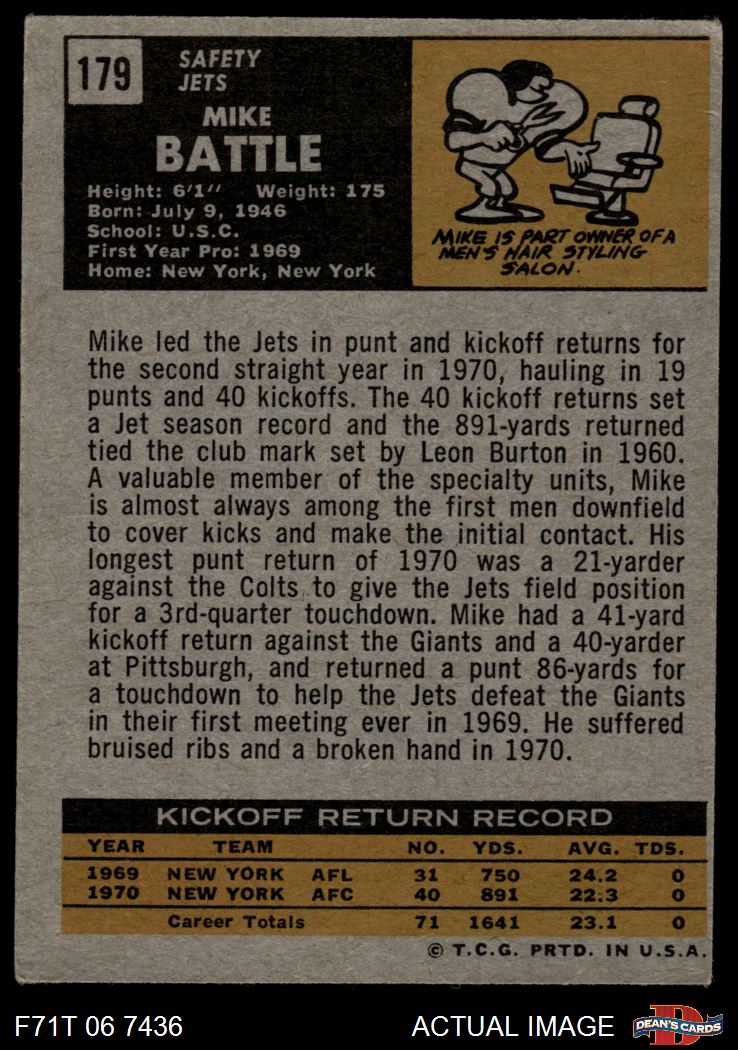 179
SAFETY
JETS
MIKE
BATTLE
Height: 6'1" Weight: 175
Born: July 9, 1946
School: U.S.C.
First Year Pro: 1969
Home: New York, New York
MIKE IS PART OWNER OF A
MEN'S HAIR STYLING
SALON.
Mike led the Jets in punt and kickoff returns for
the second straight year in 1970, hauling in 19
punts and 40 kickoffs. The 40 kickoff returns set
a Jet season record and the 891-yards returned
tied the club mark set by Leon Burton in 1960.
A valuable member of the specialty units, Mike
is almost always among the first men downfield
to cover kicks and make the initial contact. His
longest punt return of 1970 was a 21-yarder
against the Colts to give the Jets field position
for a 3rd-quarter touchdown. Mike had a 41-yard
kickoff return against the Giants and a 40-yarder
at Pittsburgh, and returned a punt 86-yards for
a touchdown to help the Jets defeat the Giants
in their first meeting ever in 1969. He suffered
bruised ribs and a broken hand in 1970.
KICKOFF RETURN RECORD
YEAR TEAM NO. YDS. AVG. TDS.
1969 NEW YORK AFL 31 750 24.2 0
1970 NEW YORK AFC 40 891 22.3 0
Career Totals 71 1641 23.1 0
© T.C.G. PRTD. IN U.S.A.
F71T 06 7436 ACTUAL IMAGE
D
DEAN'S CARDS